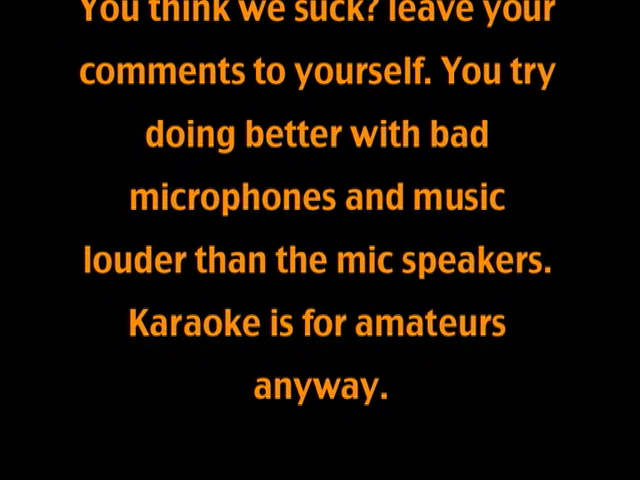 You think we suck? leave your
comments to yourself. You try
doing better with bad
microphones and music
louder than the mic speakers.
Karaoke is for amateurs
anyway.